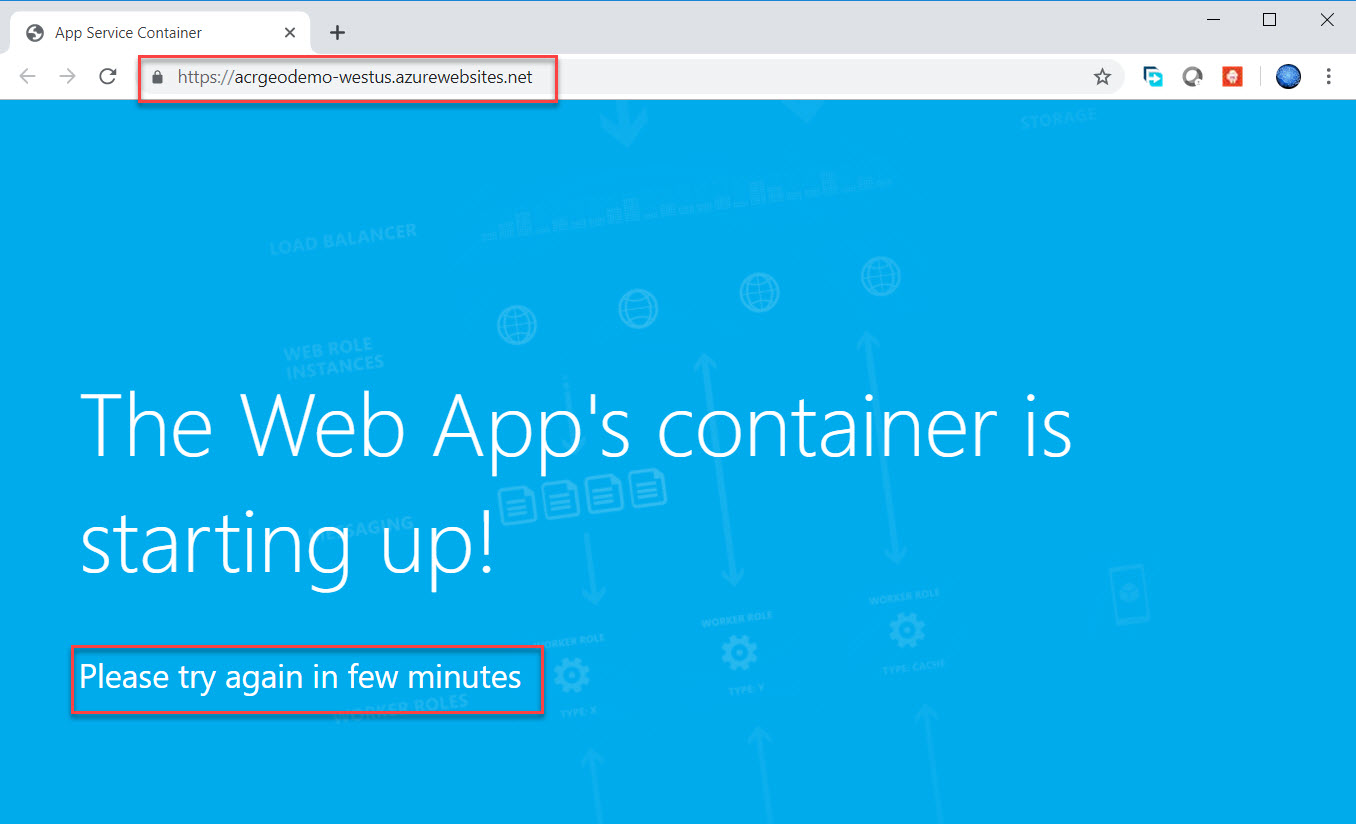 App Service Container
https://acrgeodemo-westus.azurewebsites.net
STORAGE
LOAD BALANCER
WEB ROLE
INSTANCES
The Web App's container is
starting up!
MESSAGING
WORKER ROLE
WORKER ROLE
WORKER ROLE
Please try again in few minutes
TYPE: CACHE
TYPE: Y
WORKER ROLES
TYPE: X